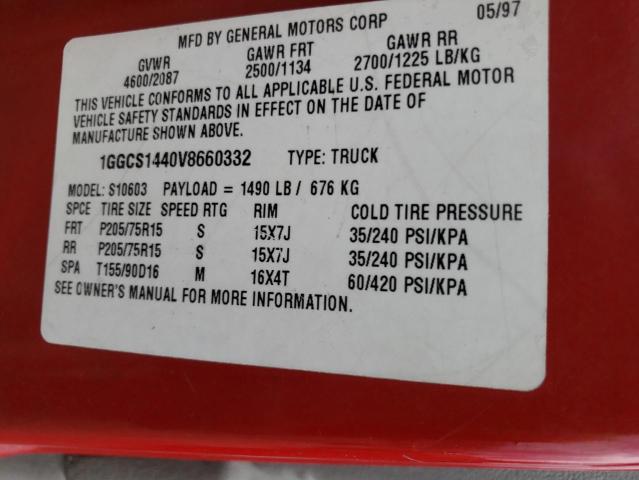 MFD BY GENERAL MOTORS CORP 05/97
GVWR GAWR FRT GAWR RR
4600/2087 2500/1134 2700/1225 LB/KG
THIS VEHICLE CONFORMS TO ALL APPLICABLE U.S. FEDERAL MOTOR
VEHICLE SAFETY STANDARDS IN EFFECT ON THE DATE OF
MANUFACTURE SHOWN ABOVE.
1GGCS1440V8660332 TYPE: TRUCK
MODEL: S10603 PAYLOAD = 1490 LB / 676 KG
SPCE TIRE SIZE SPEED RTG RIM COLD TIRE PRESSURE
FRT P205/75R15 S 15X7J 35/240 PSI/KPA
RR P205/75R15 S 15X7J 35/240 PSI/KPA
SPA T155/90D16 M 16X4T 60/420 PSI/KPA
SEE OWNER'S MANUAL FOR MORE INFORMATION.